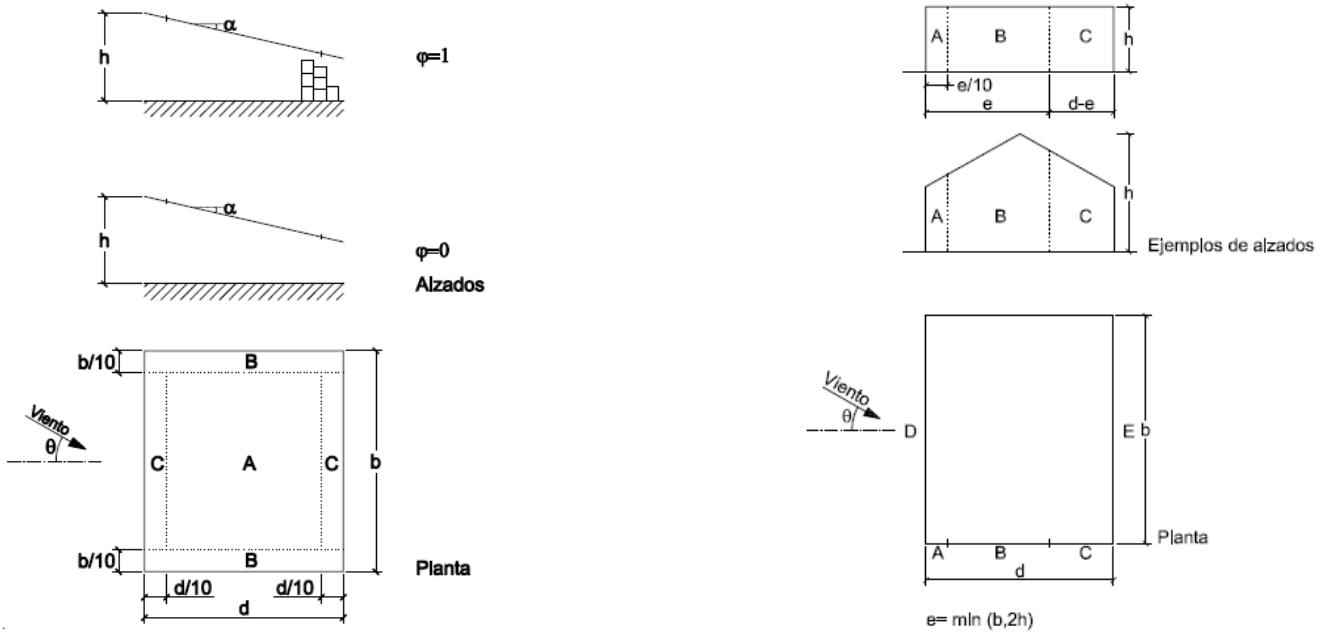 h
α
φ=1
h
α
φ=0
Alzados
b/10
B
Viento
θ
C
A
C
b
b/10
B
Planta
d/10
d/10
d
A
B
C
h
e/10
e
d-e
A
B
C
h
Ejemplos de alzados
Viento
θ
D
E
b
Planta
A
B
C
d
e= min (b,2h)